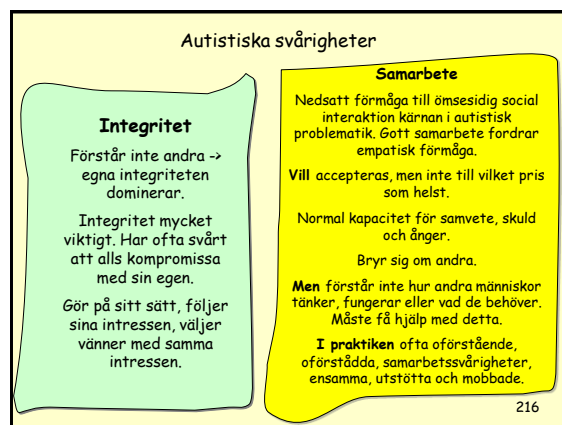 Autistiska svårigheter
Integritet
Förstår inte andra ->
egna integriteten
dominerar.
Integritet mycket
viktigt. Har ofta svårt
att alls kompromissa
med sin egen.
Gör på sitt sätt, följer
sina intressen, väljer
vänner med samma
intressen.
Samarbete
Nedsatt förmåga till ömsesidig social
interaktion kärnan i autistisk
problematik. Gott samarbete fordrar
empatisk förmåga.
Vill accepteras, men inte till vilket pris
som helst.
Normal kapacitet för samvete, skuld
och ånger.
Bryr sig om andra.
Men förstår inte hur andra människor
tänker, fungerar eller vad de behöver.
Måste få hjälp med detta.
I praktiken ofta oförstående,
oförstådda, samarbetssvårigheter,
ensamma, utstötta och mobbade.
216